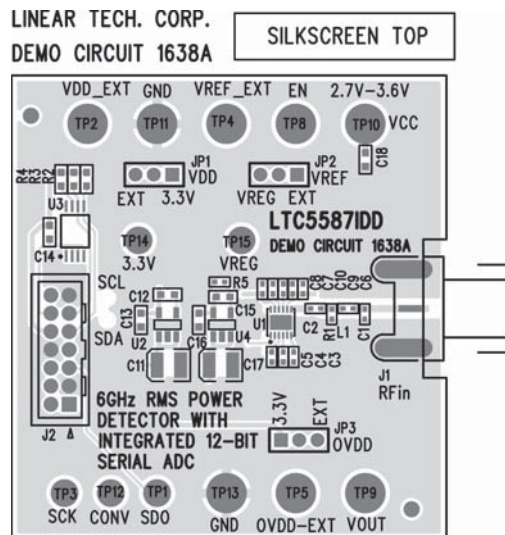 LINEAR TECH. CORP.
DEMO CIRCUIT 1638A
SILKSCREEN TOP
VDD_EXT GND VREF_EXT EN 2.7V-3.6V
TP2 TP11 TP4 TP8 TP10 VCC
C18
R4 R3 R2
JP1 VDD
EXT 3.3V
JP2 VREF
VREG EXT
U3
C14
LTC5587IDD
DEMO CIRCUIT 1638A
TP14
3.3V
TP15
VREG
SCL
SDA
C12
C13
U2
C11
R5
C15
C16
U4
C17
C8 C7 C10 C9 C6
U1
C2 R1 L1 C1
C5 C4 C3
J1
RFin
6GHz RMS POWER
DETECTOR WITH
INTEGRATED 12-BIT
SERIAL ADC
J2 Δ
3.3V
EXT
JP3
OVDD
TP3 TP12 TP1 TP13 TP5 TP9
SCK CONV SDO GND OVDD-EXT VOUT